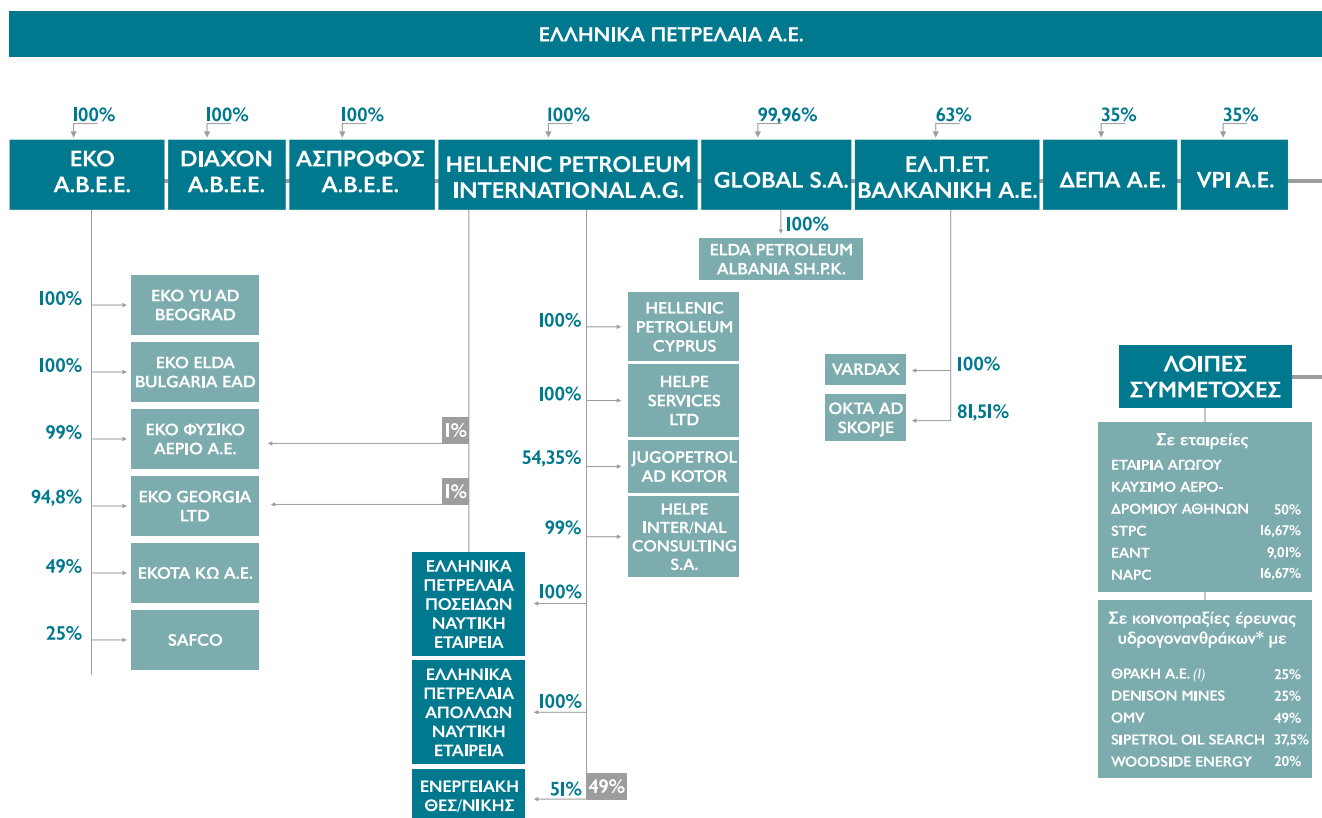 ΕΛΛΗΝΙΚΑ ΠΕΤΡΕΛΑΙΑ Α.Ε.
100%
100%
100%
100%
99,96%
63%
35%
35%
ΕΚΟ
Α.Β.Ε.Ε.
DIAXON
Α.Β.Ε.Ε.
ΑΣΠΡΟΦΟΣ
Α.Β.Ε.Ε.
HELLENIC PETROLEUM
INTERNATIONAL A.G.
GLOBAL S.A.
ΕΛ.Π.ΕΤ.
ΒΑΛΚΑΝΙΚΗ Α.Ε.
ΔΕΠΑ Α.Ε.
VPI Α.Ε.
100%
ELDA PETROLEUM
ALBANIA SH.P.K.
100%
EKO YU AD
BEOGRAD
100%
EKO ELDA
BULGARIA EAD
99%
ΕΚΟ ΦΥΣΙΚΟ
ΑΕΡΙΟ Α.Ε.
1%
94,8%
EKO GEORGIA
LTD
1%
49%
ΕΚΟΤΑ ΚΩ Α.Ε.
25%
SAFCO
100%
HELLENIC
PETROLEUM
CYPRUS
100%
HELPE
SERVICES
LTD
54,35%
JUGOPETROL
AD KOTOR
99%
HELPE
INTER/NAL
CONSULTING
S.A.
ΕΛΛΗΝΙΚΑ
ΠΕΤΡΕΛΑΙΑ
ΠΟΣΕΙΔΩΝ
ΝΑΥΤΙΚΗ
ΕΤΑΙΡΕΙΑ
100%
ΕΛΛΗΝΙΚΑ
ΠΕΤΡΕΛΑΙΑ
ΑΠΟΛΛΩΝ
ΝΑΥΤΙΚΗ
ΕΤΑΙΡΕΙΑ
100%
ΕΝΕΡΓΕΙΑΚΗ
ΘΕΣ/ΝΙΚΗΣ
51%
49%
VARDAX
100%
OKTA AD
SKOPJE
81,51%
ΛΟΙΠΕΣ
ΣΥΜΜΕΤΟΧΕΣ
Σε εταιρείες
ΕΤΑΙΡΙΑ ΑΓΩΓΟΥ
ΚΑΥΣΙΜΟ ΑΕΡΟ-
ΔΡΟΜΙΟΥ ΑΘΗΝΩΝ 50%
STPC 16,67%
ΕΑΝΤ 9,01%
NAPC 16,67%
Σε κοινοπραξίες έρευνας
υδρογονανθράκων* με
ΘΡΑΚΗ Α.Ε. (1) 25%
DENISON MINES 25%
OMV 49%
SIPETROL OIL SEARCH 37,5%
WOODSIDE ENERGY 20%